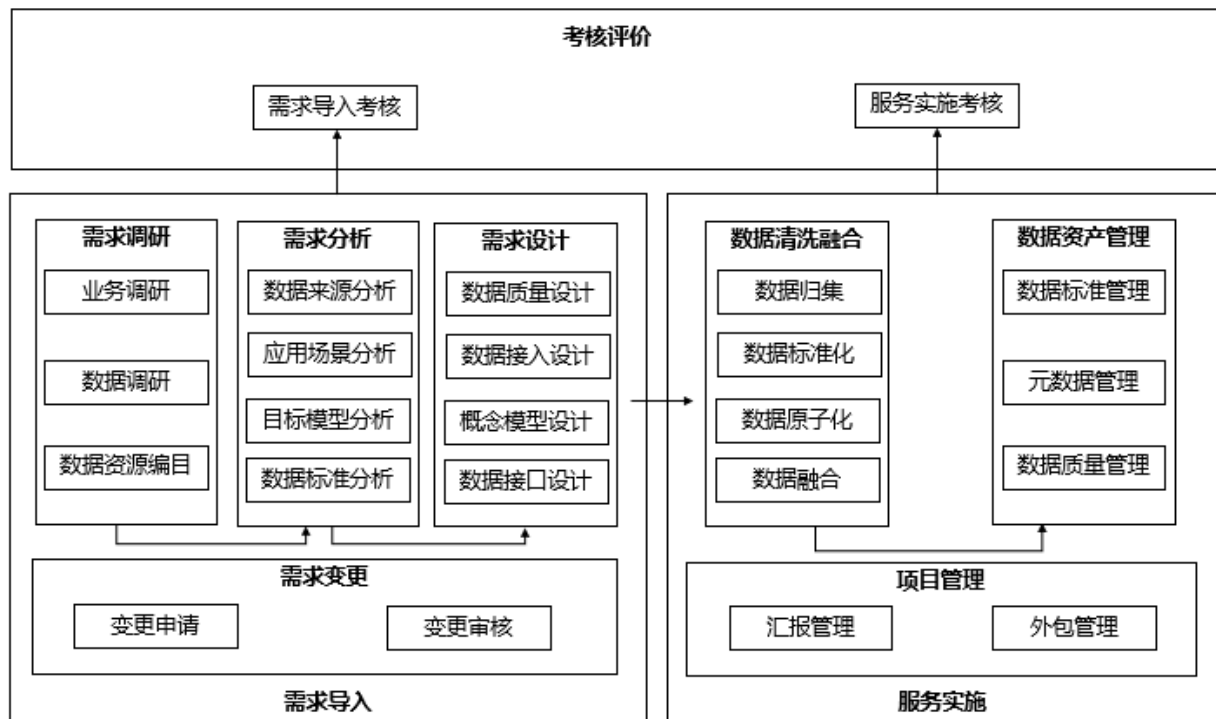 考核评价
需求导入考核
服务实施考核
需求调研
业务调研
数据调研
数据资源编目
需求分析
数据来源分析
应用场景分析
目标模型分析
数据标准分析
需求设计
数据质量设计
数据接入设计
概念模型设计
数据接口设计
需求变更
变更申请
变更审核
需求导入
数据清洗融合
数据归集
数据标准化
数据原子化
数据融合
数据资产管理
数据标准管理
元数据管理
数据质量管理
项目管理
汇报管理
外包管理
服务实施